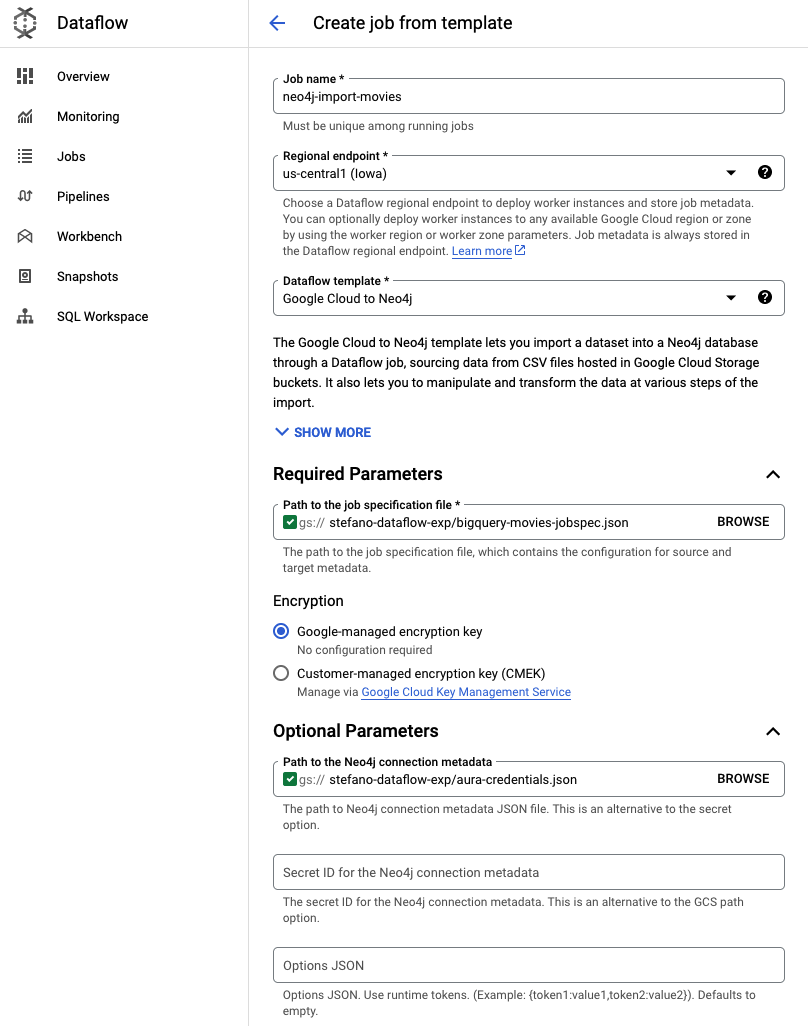 Dataflow
Create job from template
Overview
Monitoring
Jobs
Pipelines
Workbench
Snapshots
SQL Workspace
Job name *
neo4j-import-movies
Must be unique among running jobs
Regional endpoint *
us-central1 (Iowa)
Choose a Dataflow regional endpoint to deploy worker instances and store job metadata.
You can optionally deploy worker instances to any available Google Cloud region or zone
by using the worker region or worker zone parameters. Job metadata is always stored in
the Dataflow regional endpoint. Learn more
Dataflow template *
Google Cloud to Neo4j
The Google Cloud to Neo4j template lets you import a dataset into a Neo4j database
through a Dataflow job, sourcing data from CSV files hosted in Google Cloud Storage
buckets. It also lets you to manipulate and transform the data at various steps of the
import.
SHOW MORE
Required Parameters
Path to the job specification file *
gs:// stefano-dataflow-exp/bigquery-movies-jobspec.json BROWSE
The path to the job specification file, which contains the configuration for source and
target metadata.
Encryption
Google-managed encryption key
No configuration required
Customer-managed encryption key (CMEK)
Manage via Google Cloud Key Management Service
Optional Parameters
Path to the Neo4j connection metadata
gs:// stefano-dataflow-exp/aura-credentials.json BROWSE
The path to Neo4j connection metadata JSON file. This is an alternative to the secret
option.
Secret ID for the Neo4j connection metadata
The secret ID for the Neo4j connection metadata. This is an alternative to the GCS path
option.
Options JSON
Options JSON. Use runtime tokens. (Example: {token1:value1,token2:value2}). Defaults to
empty.